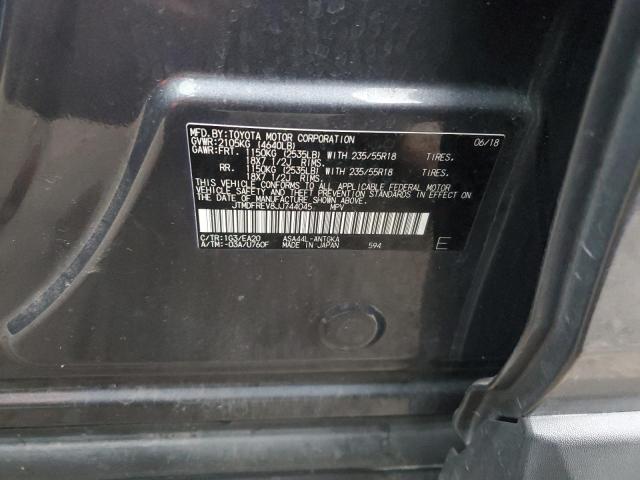 MFD.BY:TOYOTA MOTOR CORPORATION 06/18
GVWR:2105KG (4640LB)
GAWR:FRT. 1150KG (2535LB) WITH 235/55R18 TIRES.
18X7 1/2J RIMS.
RR. 1150KG (2535LB) WITH 235/55R18 TIRES.
18X7 1/2J RIMS.
THIS VEHICLE CONFORMS TO ALL APPLICABLE FEDERAL MOTOR
VEHICLE SAFETY AND THEFT PREVENTION STANDARDS IN
EFFECT ON THE DATE OF MANUFACTURE SHOWN ABOVE.
JTMDFREV8JJ744045 MPV
C/TR:1G3/EA20 ASA44L-ANTGKA
A/TM:-03A/U760F MADE IN JAPAN 594 E